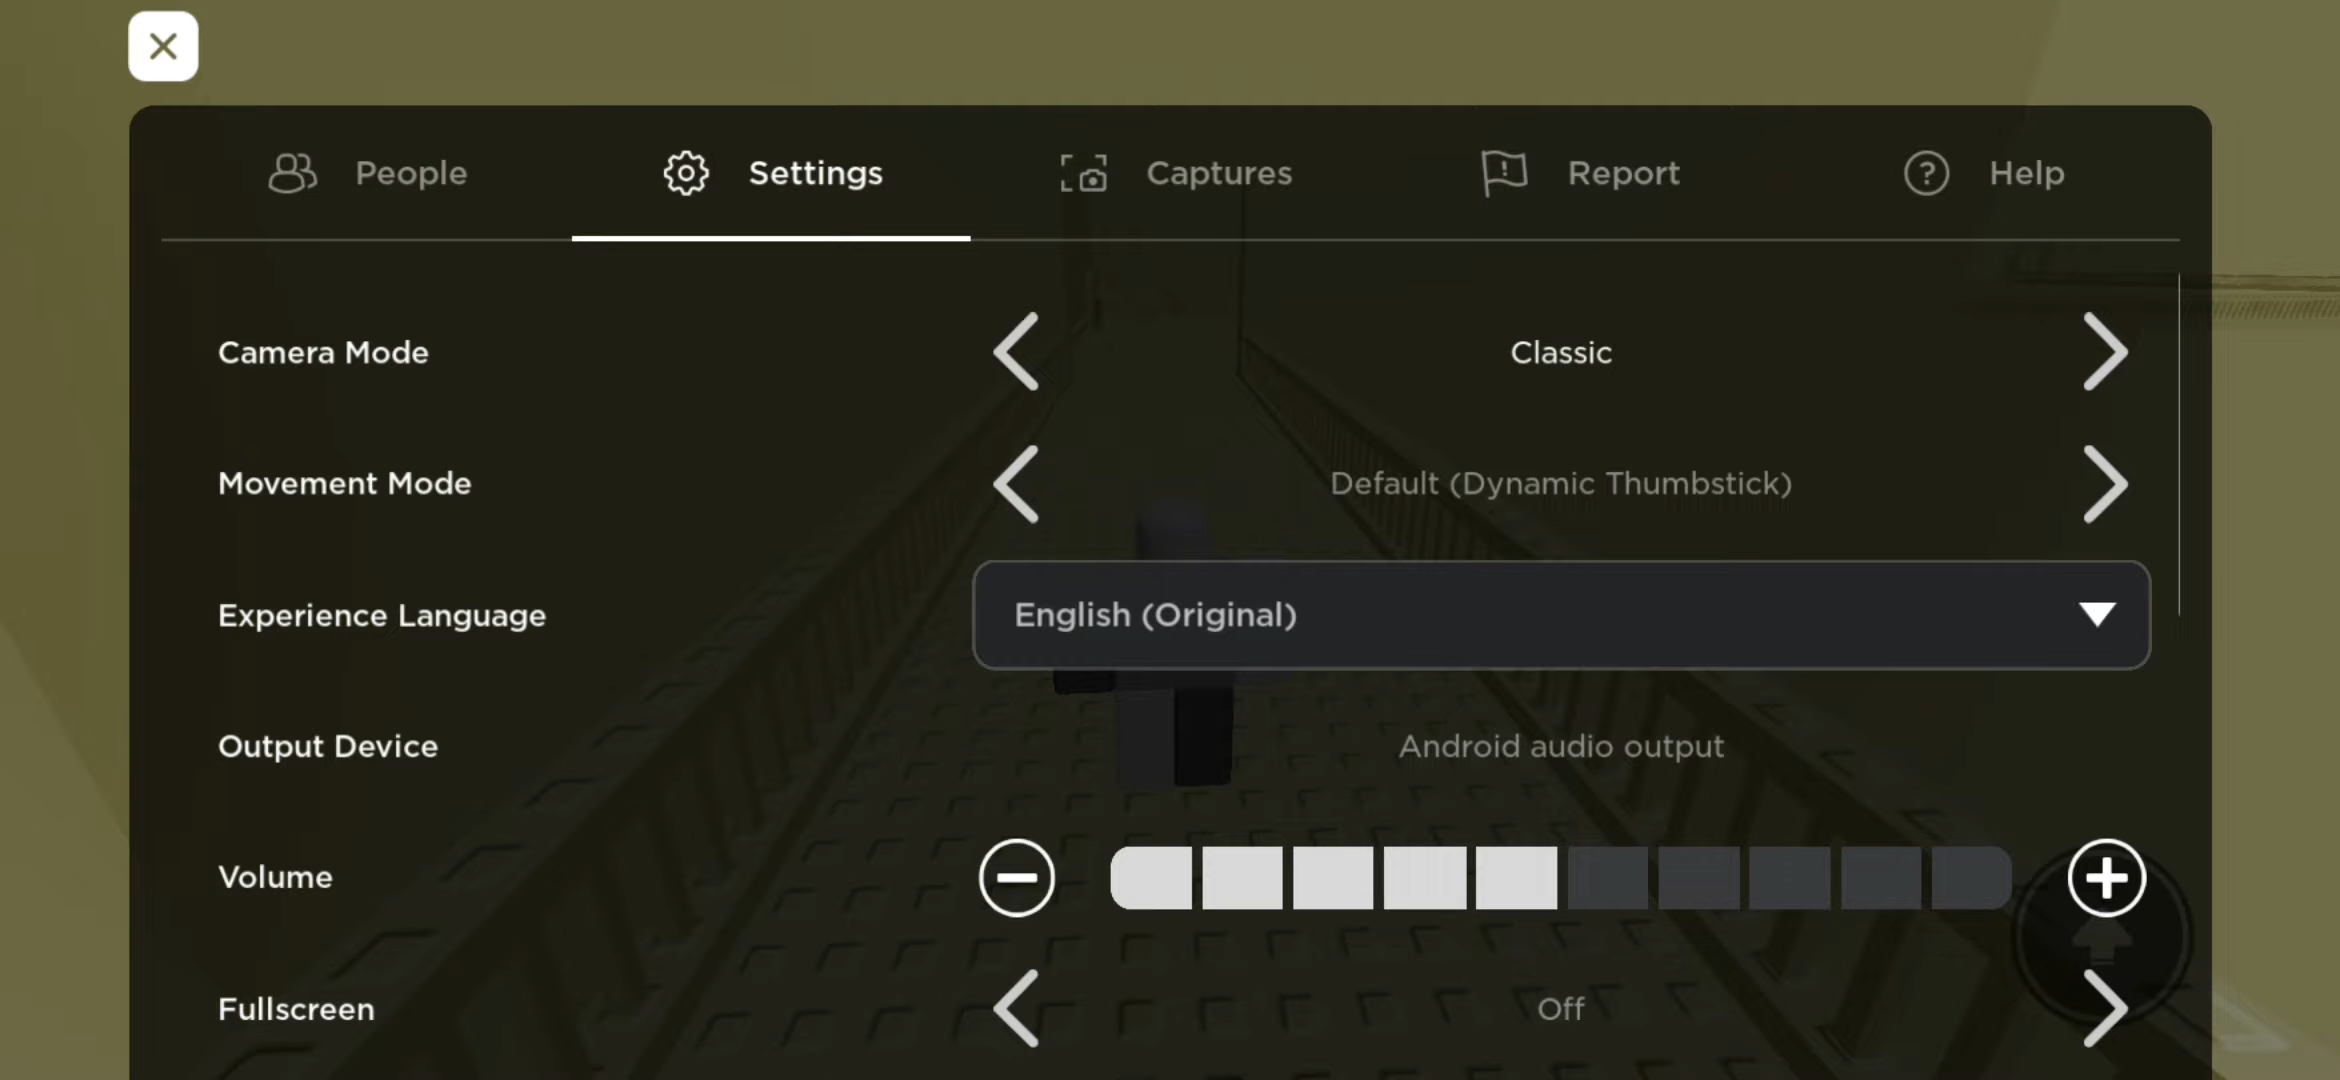 People
Settings
Captures
Report
Help
Camera Mode
Classic
Movement Mode
Default (Dynamic Thumbstick)
Experience Language
English (Original)
Output Device
Android audio output
Volume
Fullscreen
Off